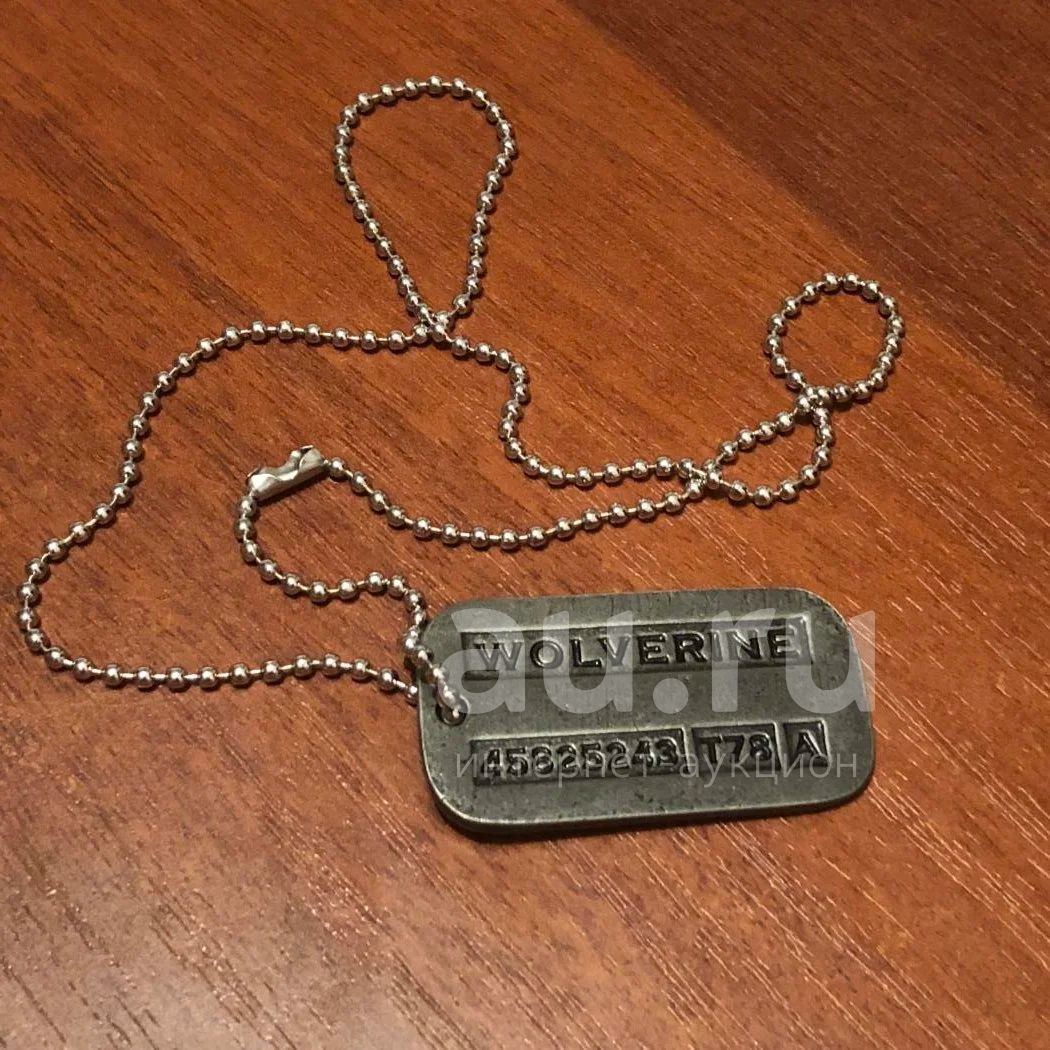 WOLVERINE
au.ru
45825243 T78 A
интернет-аукцион